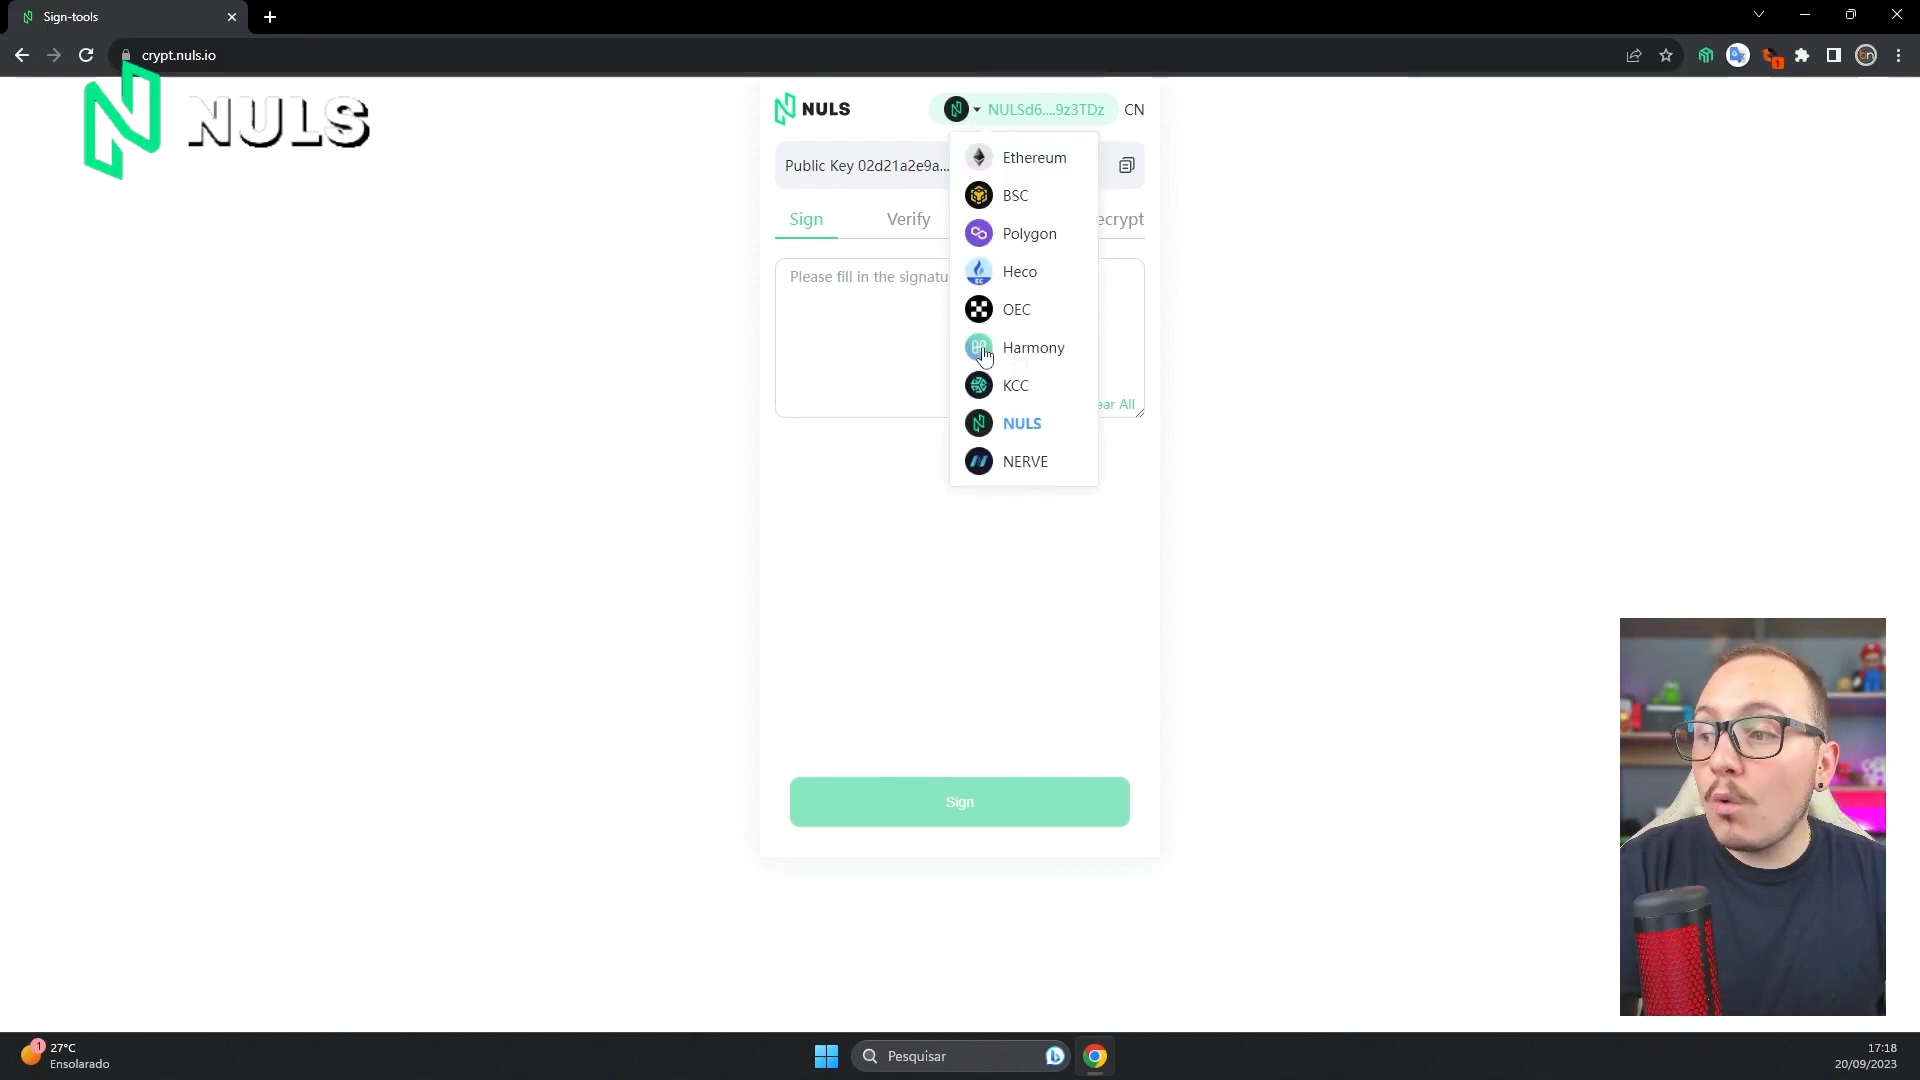 Sign-tools
crypt.nuls.io
NULS
NULS
NULSd6....9z3TDz
CN
Public Key 02d21a2e9a...
Sign
Verify
ecrypt
Please fill in the signatu
ear All
Ethereum
BSC
Polygon
Heco
OEC
Harmony
KCC
NULS
NERVE
Sign
1
27°C
Ensolarado
Pesquisar
17:18
20/09/2023